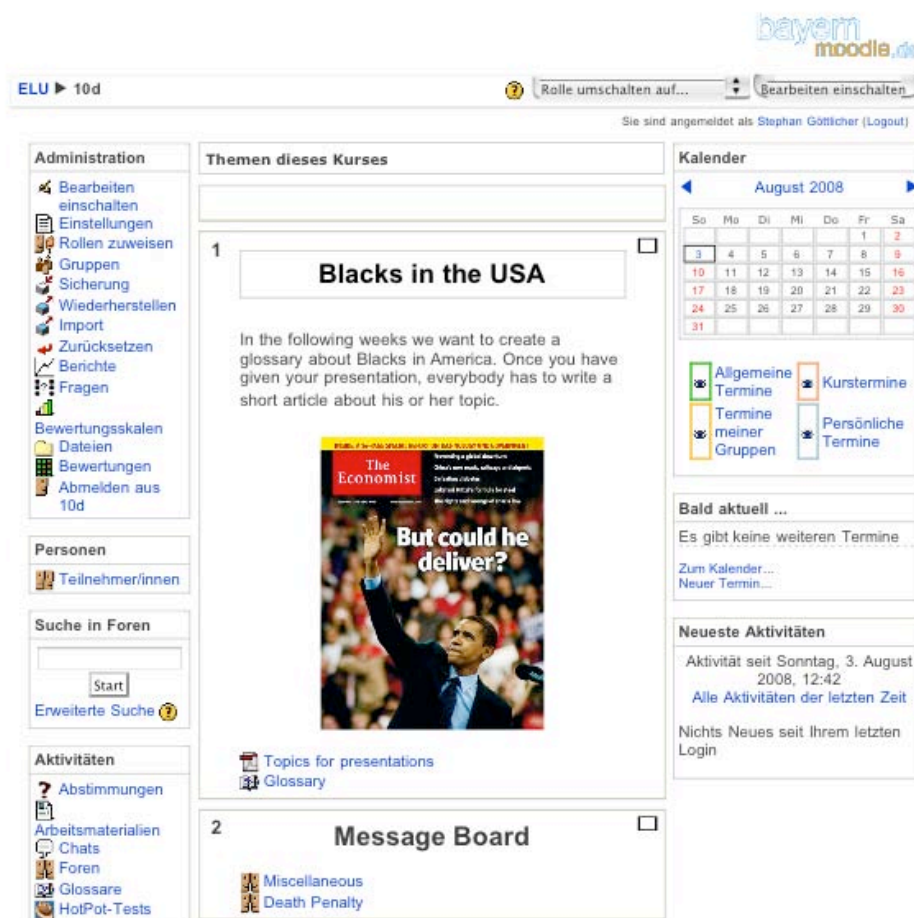 bayern
moodle.de
ELU ► 10d
Rolle umschalten auf...
Bearbeiten einschalten
Sie sind angemeldet als Stephan Göttlicher (Logout)
Administration
Bearbeiten
einschalten
Einstellungen
Rollen zuweisen
Gruppen
Sicherung
Wiederherstellen
Import
Zurücksetzen
Berichte
Fragen
Bewertungsskalen
Dateien
Bewertungen
Abmelden aus
10d
Personen
Teilnehmer/innen
Suche in Foren
Start
Erweiterte Suche
Aktivitäten
Abstimmungen
Arbeitsmaterialien
Chats
Foren
Glossare
HotPot-Tests
Themen dieses Kurses
1
Blacks in the USA
In the following weeks we want to create a
glossary about Blacks in America. Once you have
given your presentation, everybody has to write a
short article about his or her topic.
The
Economist
But could he
deliver?
Topics for presentations
Glossary
2
Message Board
Miscellaneous
Death Penalty
Kalender
August 2008
So Mo Di Mi Do Fr Sa
1 2
3 4 5 6 7 8 9
10 11 12 13 14 15 16
17 18 19 20 21 22 23
24 25 26 27 28 29 30
31
Allgemeine
Termine
Kurstermine
Termine
meiner
Gruppen
Persönliche
Termine
Bald aktuell ...
Es gibt keine weiteren Termine
Zum Kalender...
Neuer Termin...
Neueste Aktivitäten
Aktivität seit Sonntag, 3. August
2008, 12:42
Alle Aktivitäten der letzten Zeit
Nichts Neues seit Ihrem letzten
Login